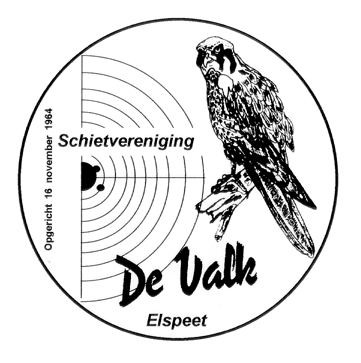 Schietvereniging
Opgericht 16 november 1964
De Valk
Elspeet